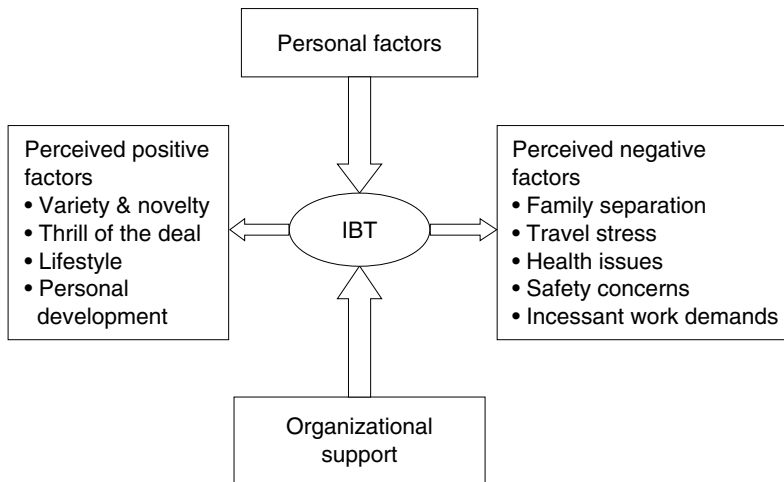 Personal factors
Perceived positive
factors
• Variety & novelty
• Thrill of the deal
• Lifestyle
• Personal
development
IBT
Perceived negative
factors
• Family separation
• Travel stress
• Health issues
• Safety concerns
• Incessant work demands
Organizational
support